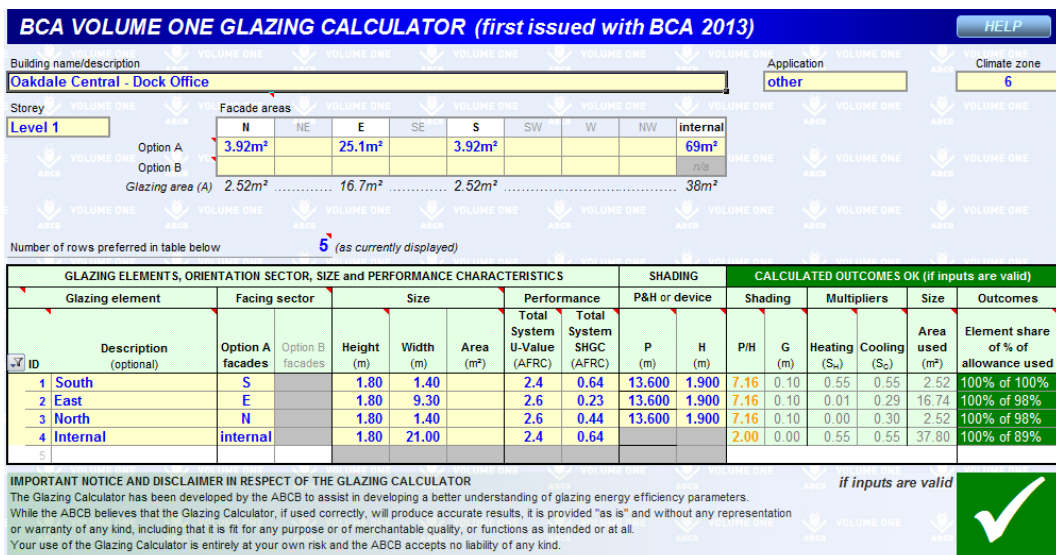 BCA VOLUME ONE GLAZING CALCULATOR (first issued with BCA 2013) HELP
Building name/description Application Climate zone
Oakdale Central - Dock Office other 6
Storey Facade areas
Level 1 N NE E SE S SW W NW internal
Option A 3.92m² 25.1m² 3.92m² 69m²
Option B n/a
Glazing area (A) 2.52m² 16.7m² 2.52m² 38m²
Number of rows preferred in table below 5 (as currently displayed)
GLAZING ELEMENTS, ORIENTATION SECTOR, SIZE and PERFORMANCE CHARACTERISTICS SHADING CALCULATED OUTCOMES OK (if inputs are valid)
Glazing element Facing sector Size Performance P&H or device Shading Multipliers Size Outcomes
ID Description (optional) Option A facades Option B facades Height (m) Width (m) Area (m²) Total System U-Value (AFRC) Total System SHGC (AFRC) P (m) H (m) P/H G (m) Heating (SH) Cooling (SC) Area used (m²) Element share of % of allowance used
1 South S 1.80 1.40 2.4 0.64 13.600 1.900 7.16 0.10 0.55 0.55 2.52 100% of 100%
2 East E 1.80 9.30 2.6 0.23 13.600 1.900 7.16 0.10 0.01 0.29 16.74 100% of 98%
3 North N 1.80 1.40 2.6 0.44 13.600 1.900 7.16 0.10 0.00 0.30 2.52 100% of 98%
4 Internal internal 1.80 21.00 2.4 0.64 2.00 0.00 0.55 0.55 37.80 100% of 89%
5
IMPORTANT NOTICE AND DISCLAIMER IN RESPECT OF THE GLAZING CALCULATOR if inputs are valid
The Glazing Calculator has been developed by the ABCB to assist in developing a better understanding of glazing energy efficiency parameters.
While the ABCB believes that the Glazing Calculator, if used correctly, will produce accurate results, it is provided "as is" and without any representation
or warranty of any kind, including that it is fit for any purpose or of merchantable quality, or functions as intended or at all.
Your use of the Glazing Calculator is entirely at your own risk and the ABCB accepts no liability of any kind.